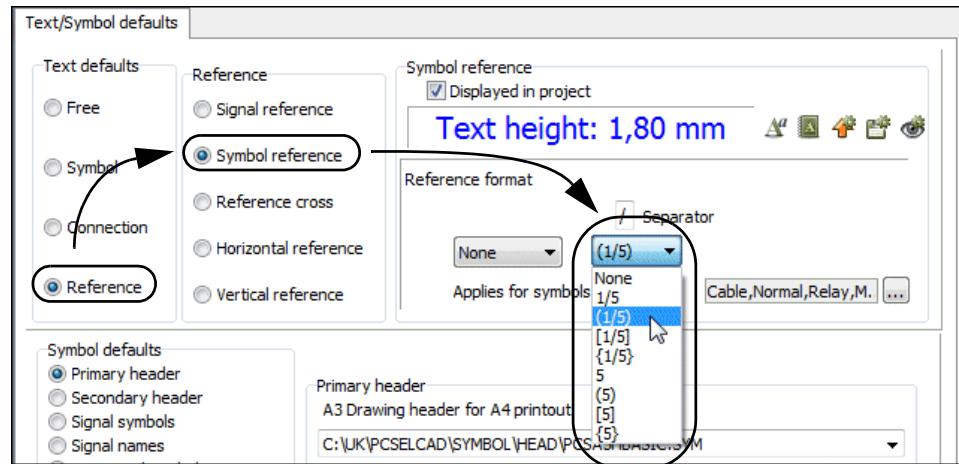 Text/Symbol defaults
Text defaults
Free
Symbol
Connection
Reference
Reference
Signal reference
Symbol reference
Reference cross
Horizontal reference
Vertical reference
Symbol reference
Displayed in project
Text height: 1,80 mm
Reference format
/ Separator
None
(1/5)
None
1/5
(1/5)
[1/5]
{1/5}
5
(5)
[5]
{5}
Applies for symbols
Cable,Normal,Relay,M..
...
Symbol defaults
Primary header
Secondary header
Signal symbols
Signal names
Primary header
A3 Drawing header for A4 printout
C:\UK\PCSELCAD\SYMBOL\HEAD\PCSA3MBASIC.SYM